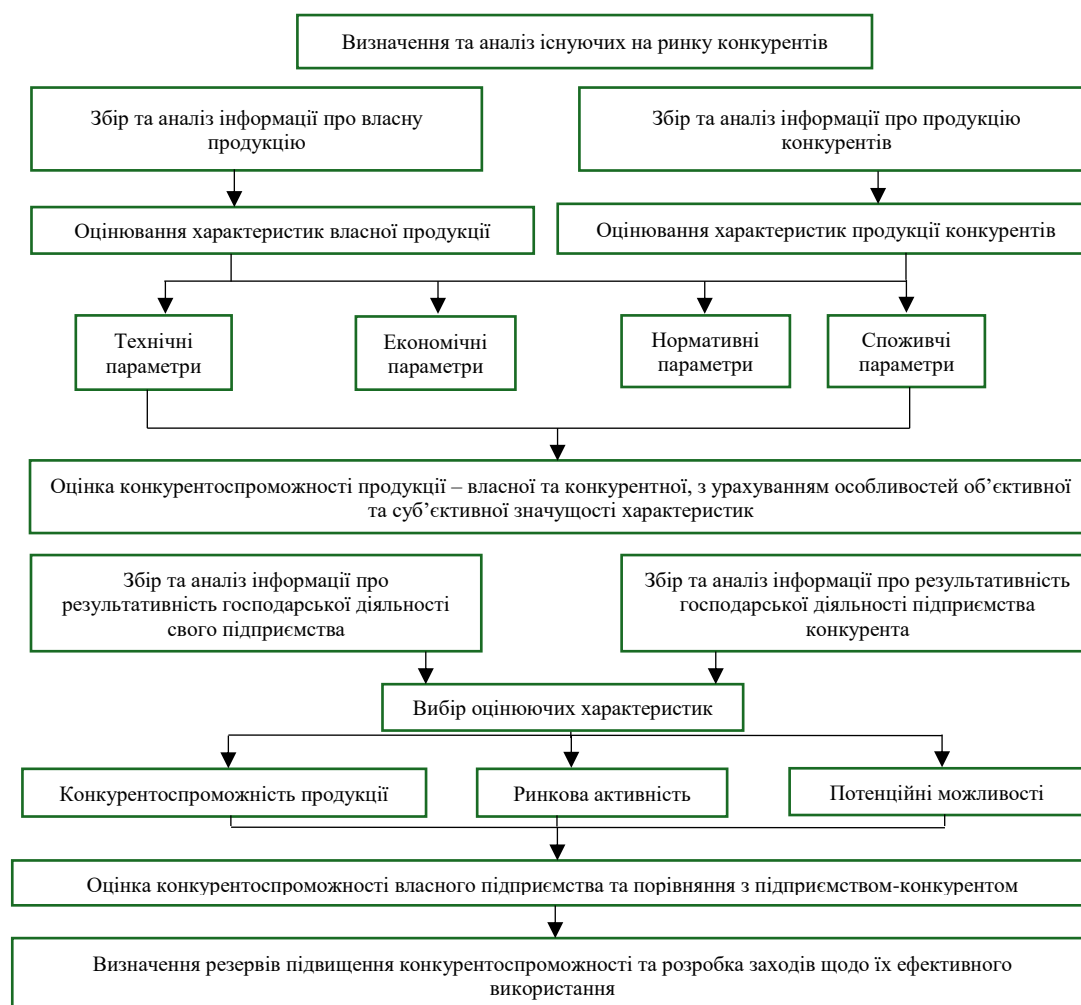 Визначення та аналіз існуючих на ринку конкурентів
Збір та аналіз інформації про власну
продукцію
Збір та аналіз інформації про продукцію
конкурентів
Оцінювання характеристик власної продукції
Оцінювання характеристик продукції конкурентів
Технічні
параметри
Економічні
параметри
Нормативні
параметри
Споживчі
параметри
Оцінка конкурентоспроможності продукції – власної та конкурентної, з урахуванням особливостей об’єктивної
та суб’єктивної значущості характеристик
Збір та аналіз інформації про
результативність господарської діяльності
свого підприємства
Збір та аналіз інформації про результативність
господарської діяльності підприємства
конкурента
Вибір оцінюючих характеристик
Конкурентоспроможність продукції
Ринкова активність
Потенційні можливості
Оцінка конкурентоспроможності власного підприємства та порівняння з підприємством-конкурентом
Визначення резервів підвищення конкурентоспроможності та розробка заходів щодо їх ефективного
використання